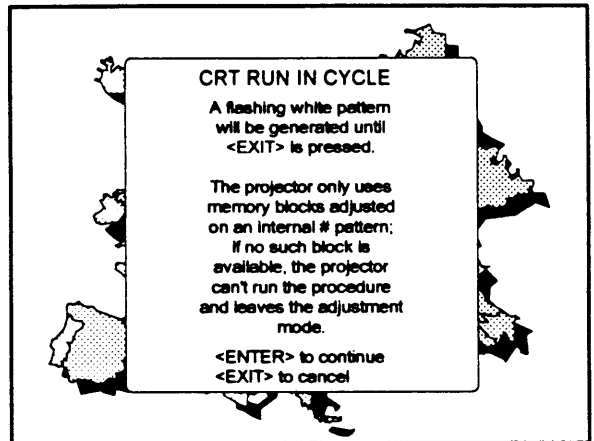 CRT RUN IN CYCLE
A flashing white pattern
will be generated until
<EXIT> is pressed.
The projector only uses
memory blocks adjusted
on an internal # pattern;
if no such block is
available, the projector
can't run the procedure
and leaves the adjustment
mode.
<ENTER> to continue
<EXIT> to cancel